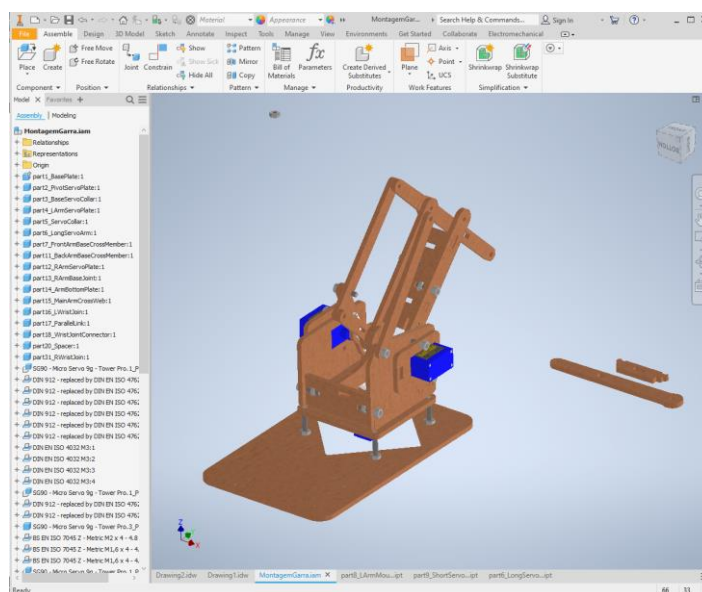 Material
Appearance
MontagemGar...
Search Help & Commands...
Sign In
File
Assemble
Design
3D Model
Sketch
Annotate
Inspect
Tools
Manage
View
Environments
Get Started
Collaborate
Electromechanical
Place
Create
Free Move
Free Rotate
Joint
Constrain
Show
Show Sick
Hide All
Pattern
Mirror
Copy
Bill of Materials
Parameters
Create Derived Substitutes
Plane
Axis
Point
UCS
Shrinkwrap
Shrinkwrap Substitute
Component
Position
Relationships
Pattern
Manage
Productivity
Work Features
Simplification
Model
Favorites
Assembly
Modeling
MontagemGarra.iam
Relationships
Representations
Origin
part1_BasePlate:1
part2_PivotServoPlate:1
part3_BaseServoCollar:1
part4_LArmServoPlate:1
part5_ServoCollar:1
part6_LongServoArm:1
part7_FrontArmBaseCrossMember:1
part11_BackArmBaseCrossMember:1
part12_RArmServoPlate:1
part13_RArmBaseJoint:1
part14_ArmBottomPlate:1
part15_MainArmCrossWeb:1
part16_LWristJoin:1
part17_ParallelLink:1
part18_WristJointConnector:1
part20_Spacer:1
part31_RWristJoin:1
SG90 - Micro Servo 9g - Tower Pro.1_P
DIN 912 - replaced by DIN EN ISO 4762
DIN 912 - replaced by DIN EN ISO 4762
DIN 912 - replaced by DIN EN ISO 4762
DIN 912 - replaced by DIN EN ISO 4762
DIN 912 - replaced by DIN EN ISO 4762
DIN 912 - replaced by DIN EN ISO 4762
DIN EN ISO 4032 M3:1
DIN EN ISO 4032 M3:2
DIN EN ISO 4032 M3:3
DIN EN ISO 4032 M3:4
SG90 - Micro Servo 9g - Tower Pro.1_P
DIN 912 - replaced by DIN EN ISO 4762
DIN 912 - replaced by DIN EN ISO 4762
SG90 - Micro Servo 9g - Tower Pro.3_P
BS EN ISO 7045 Z - Metric M2 x 4 - 4.8
BS EN ISO 7045 Z - Metric M1,6 x 4 - 4.
BS EN ISO 7045 Z - Metric M1,6 x 4 - 4.
SG90 - Micro Servo 9g - Tower Pro.1_P
Z
X
Drawing2.idw
Drawing1.idw
MontagemGarra.iam
part8_LArmMou...ipt
part9_ShortServo...ipt
part6_LongServo...ipt
Ready
66 33